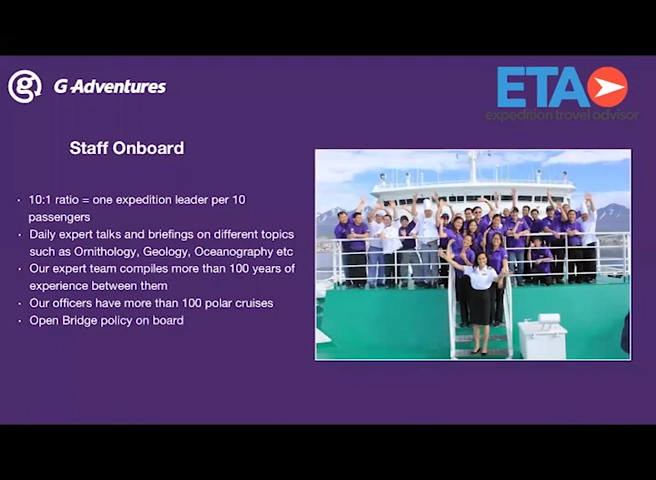 G Adventures
ETA
expedition travel advisor
Staff Onboard
· 10:1 ratio = one expedition leader per 10
passengers
· Daily expert talks and briefings on different topics
such as Ornithology, Geology, Oceanography etc
· Our expert team compiles more than 100 years of
experience between them
· Our officers have more than 100 polar cruises
· Open Bridge policy on board